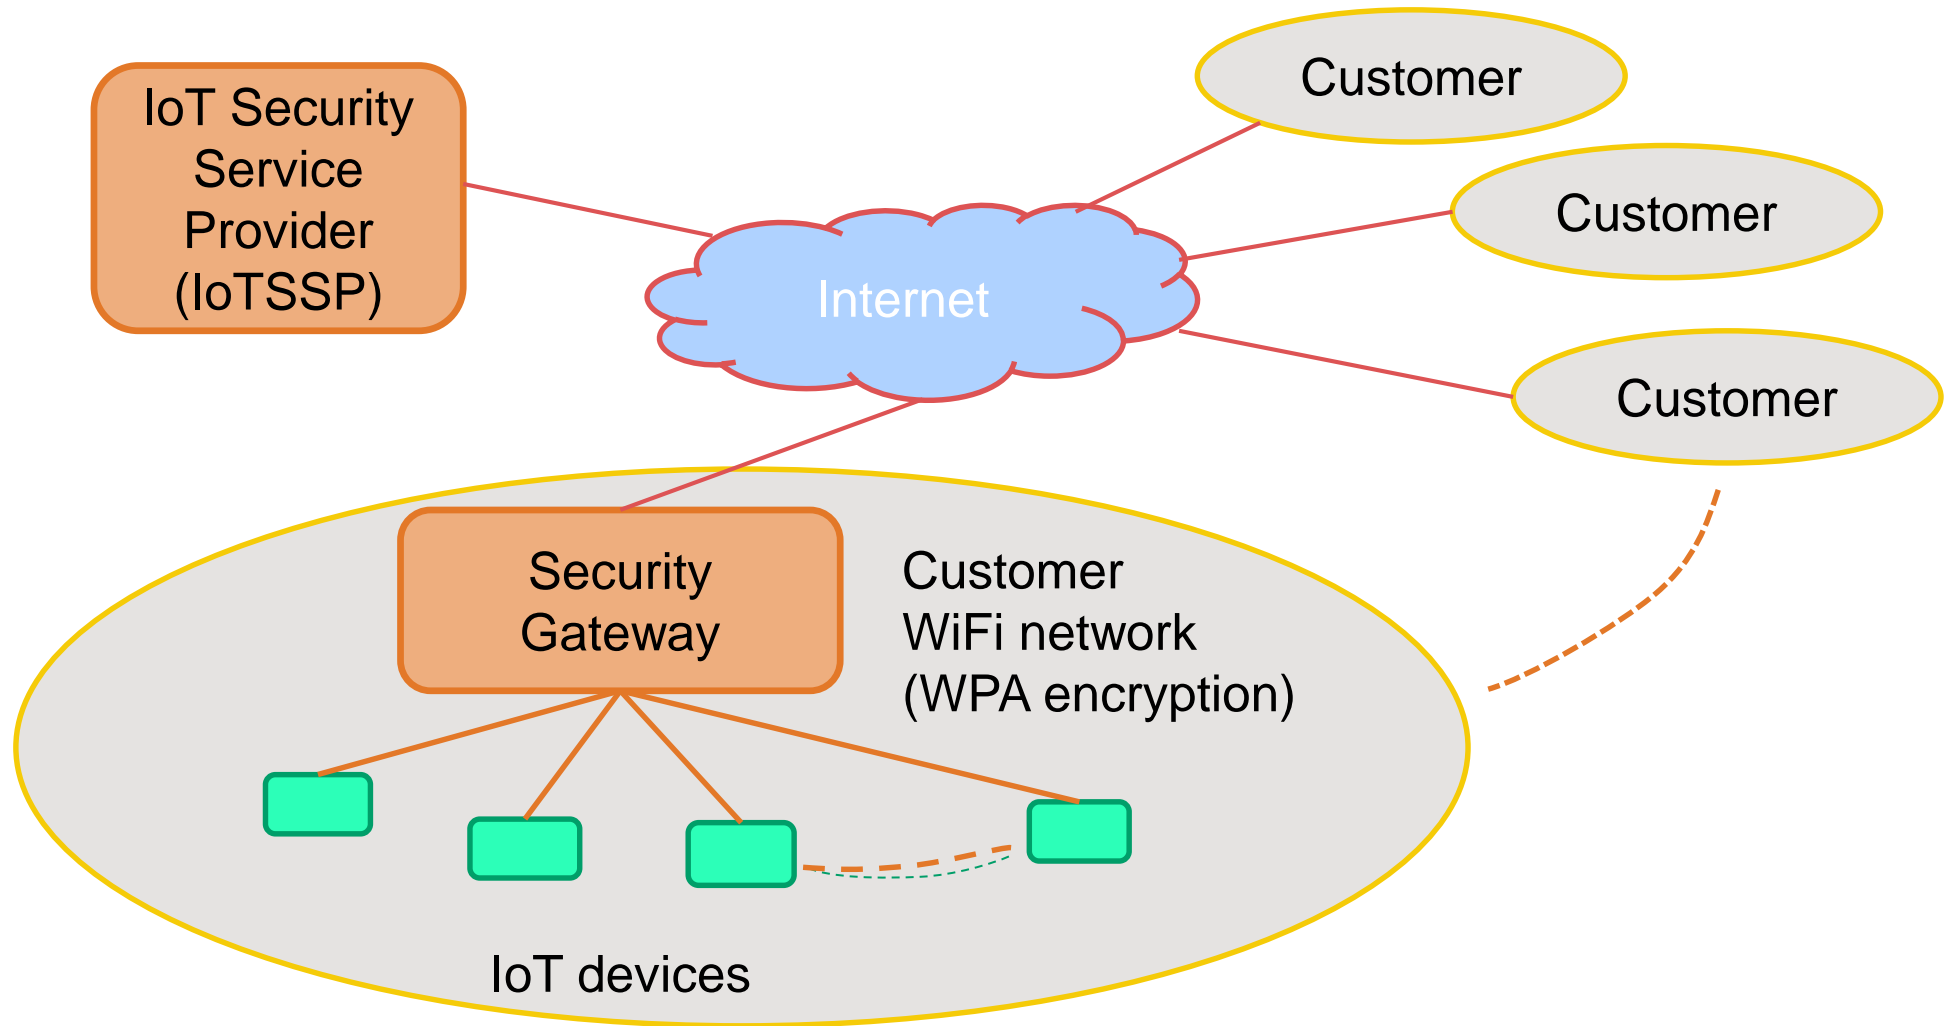 IoT Security
Service
Provider
(IoTSSP)
Customer
Customer
Internet
Customer
Security
Gateway
Customer
WiFi network
(WPA encryption)
IoT devices